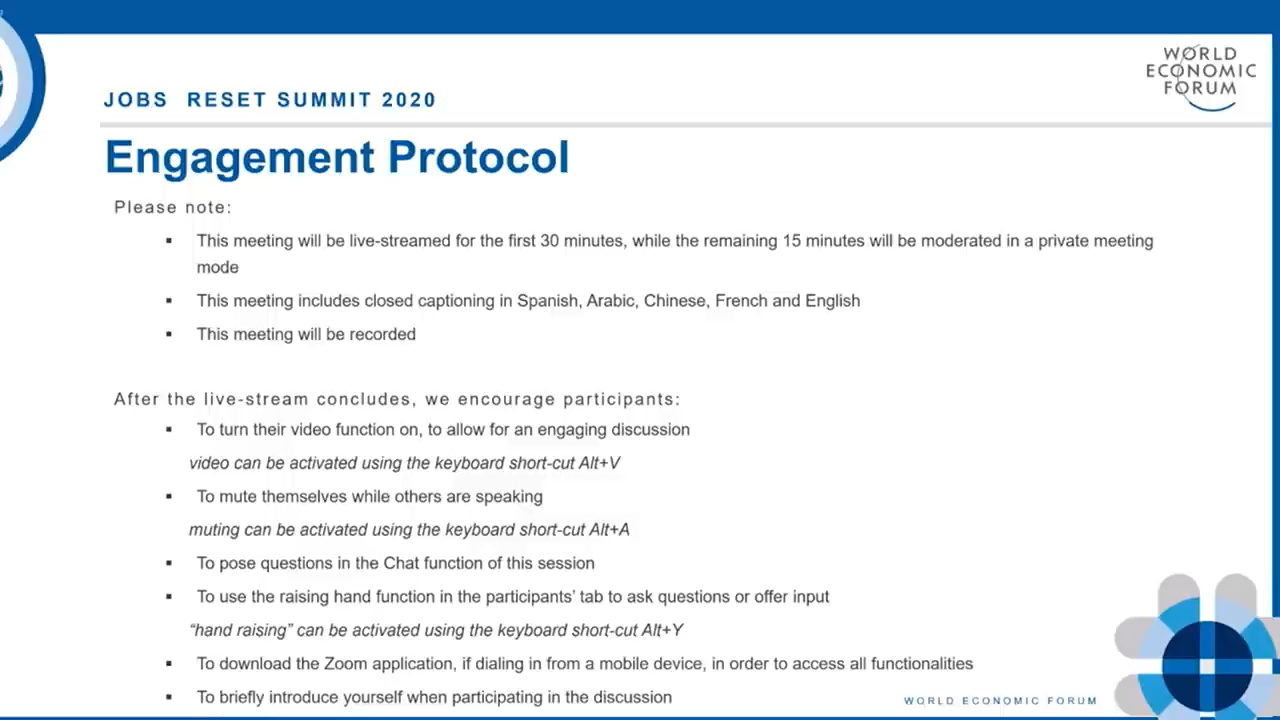 WORLD
ECONOMIC
FORUM
JOBS RESET SUMMIT 2020
Engagement Protocol
Please note:
▪ This meeting will be live-streamed for the first 30 minutes, while the remaining 15 minutes will be moderated in a private meeting
mode
▪ This meeting includes closed captioning in Spanish, Arabic, Chinese, French and English
▪ This meeting will be recorded
After the live-stream concludes, we encourage participants:
▪ To turn their video function on, to allow for an engaging discussion
video can be activated using the keyboard short-cut Alt+V
▪ To mute themselves while others are speaking
muting can be activated using the keyboard short-cut Alt+A
▪ To pose questions in the Chat function of this session
▪ To use the raising hand function in the participants’ tab to ask questions or offer input
“hand raising” can be activated using the keyboard short-cut Alt+Y
▪ To download the Zoom application, if dialing in from a mobile device, in order to access all functionalities
▪ To briefly introduce yourself when participating in the discussion
WORLD ECONOMIC FORUM